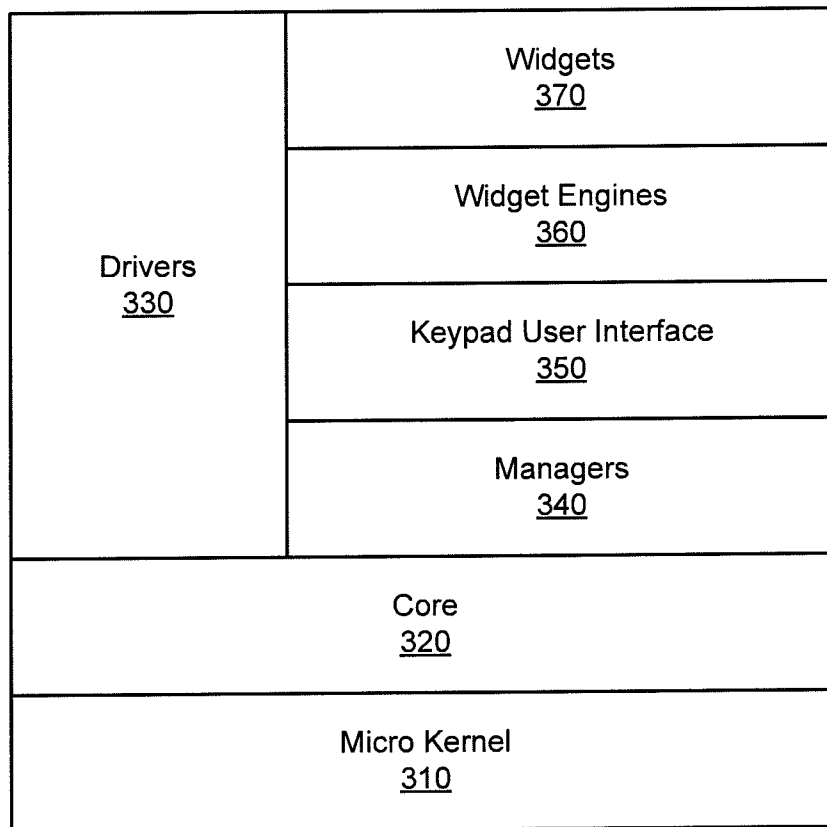 Widgets
370
Widget Engines
360
Drivers
330
Keypad User Interface
350
Managers
340
Core
320
Micro Kernel
310